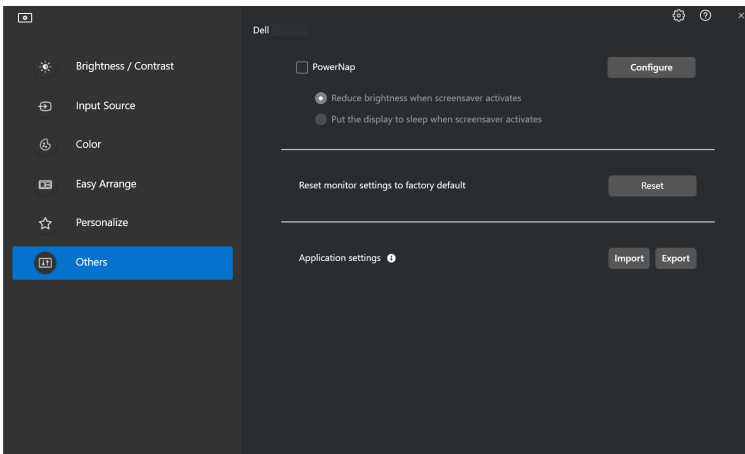 Dell
Brightness / Contrast
Input Source
Color
Easy Arrange
Personalize
Others
PowerNap
Configure
Reduce brightness when screensaver activates
Put the display to sleep when screensaver activates
Reset monitor settings to factory default
Reset
Application settings
Import
Export